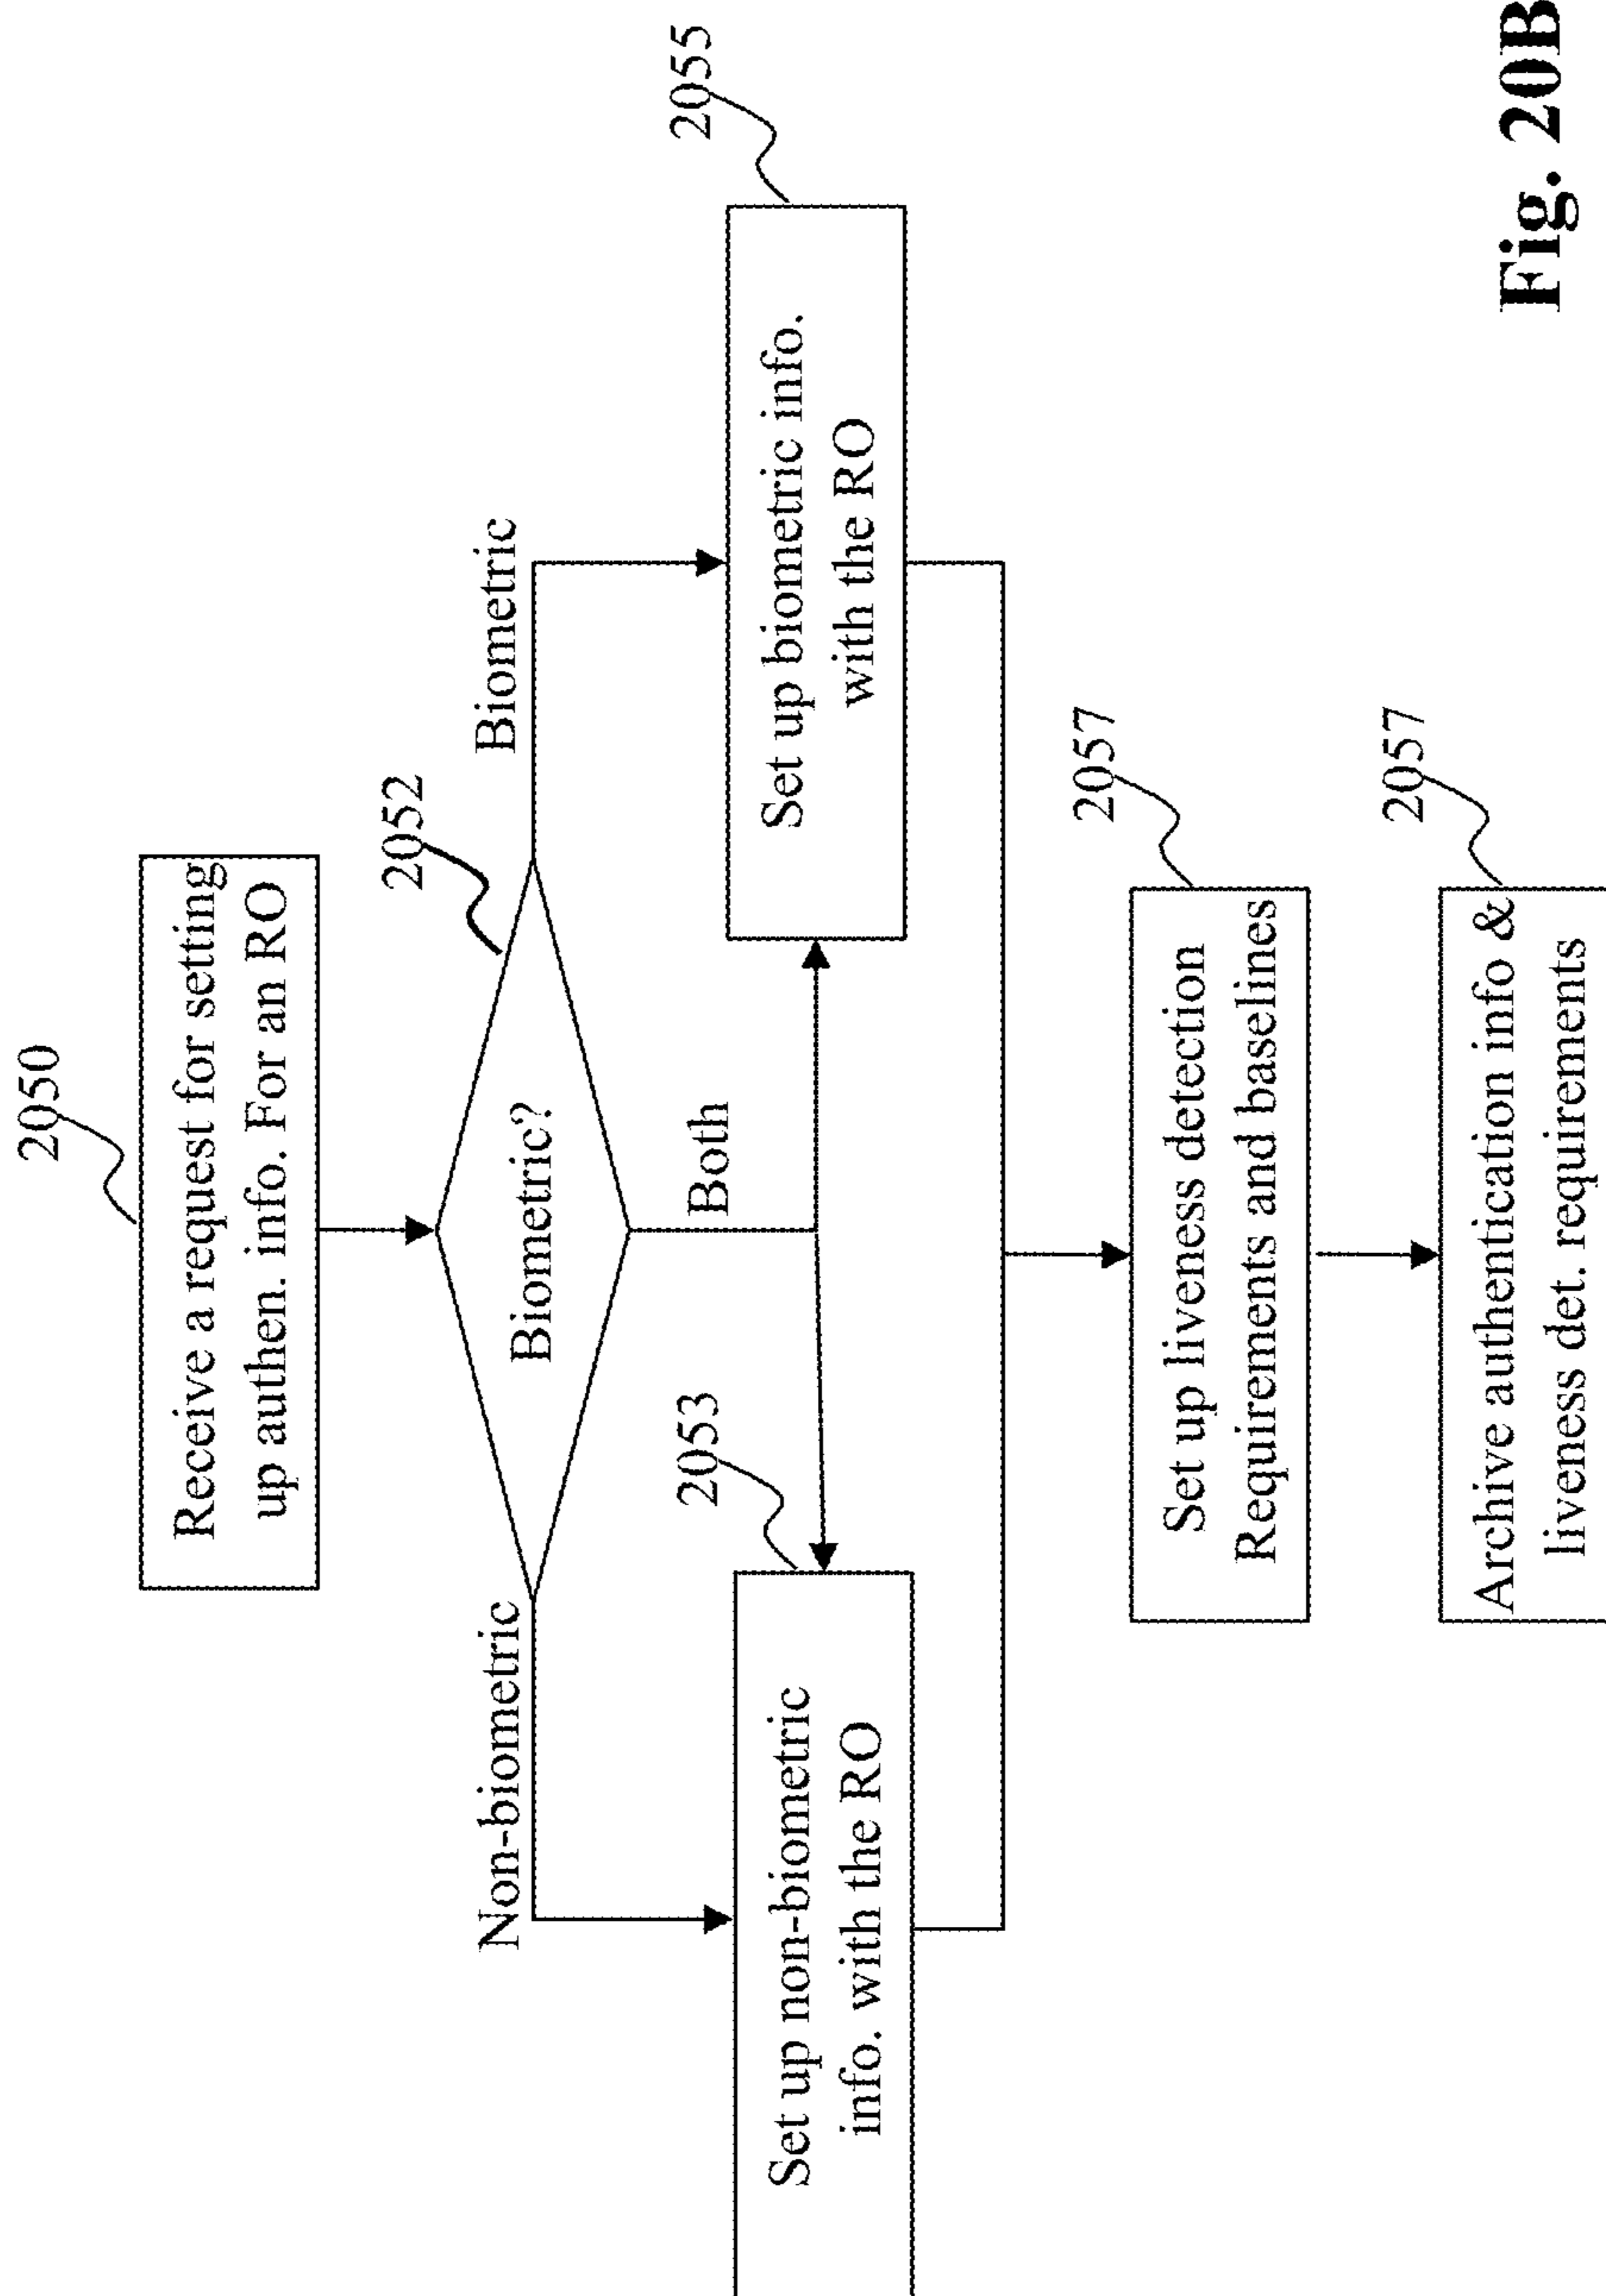 2050
Receive a request for setting
up authen. info. For an RO
2052
Biometric?
Non-biometric
Biometric
Both
2053
2055
Set up non-biometric
info. with the RO
Set up biometric info.
with the RO
2057
Set up liveness detection
Requirements and baselines
2057
Archive authentication info &
liveness det. requirements
Fig. 20B